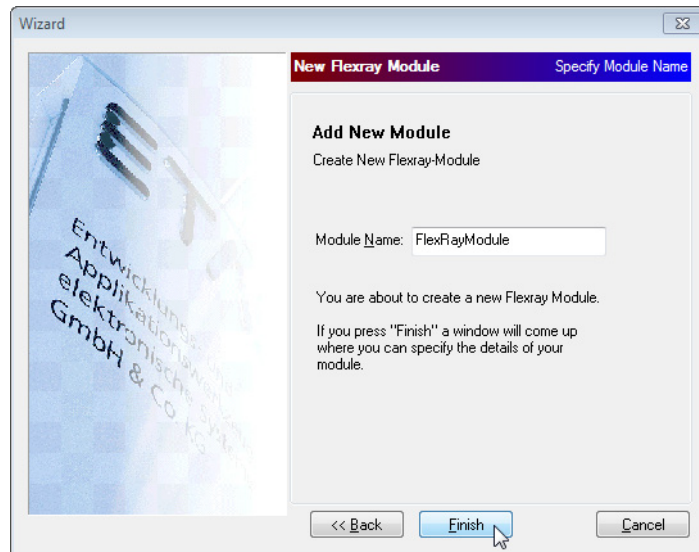 Wizard
New Flexray Module
Specify Module Name
ET
Entwicklungs- und
Applikationswerkzeuge
elektronische Syste
GmbH & Co. KG
Add New Module
Create New Flexray-Module
Module Name: FlexRayModule
You are about to create a new Flexray Module.
If you press "Finish" a window will come up
where you can specify the details of your
module.
<< Back
Finish
Cancel